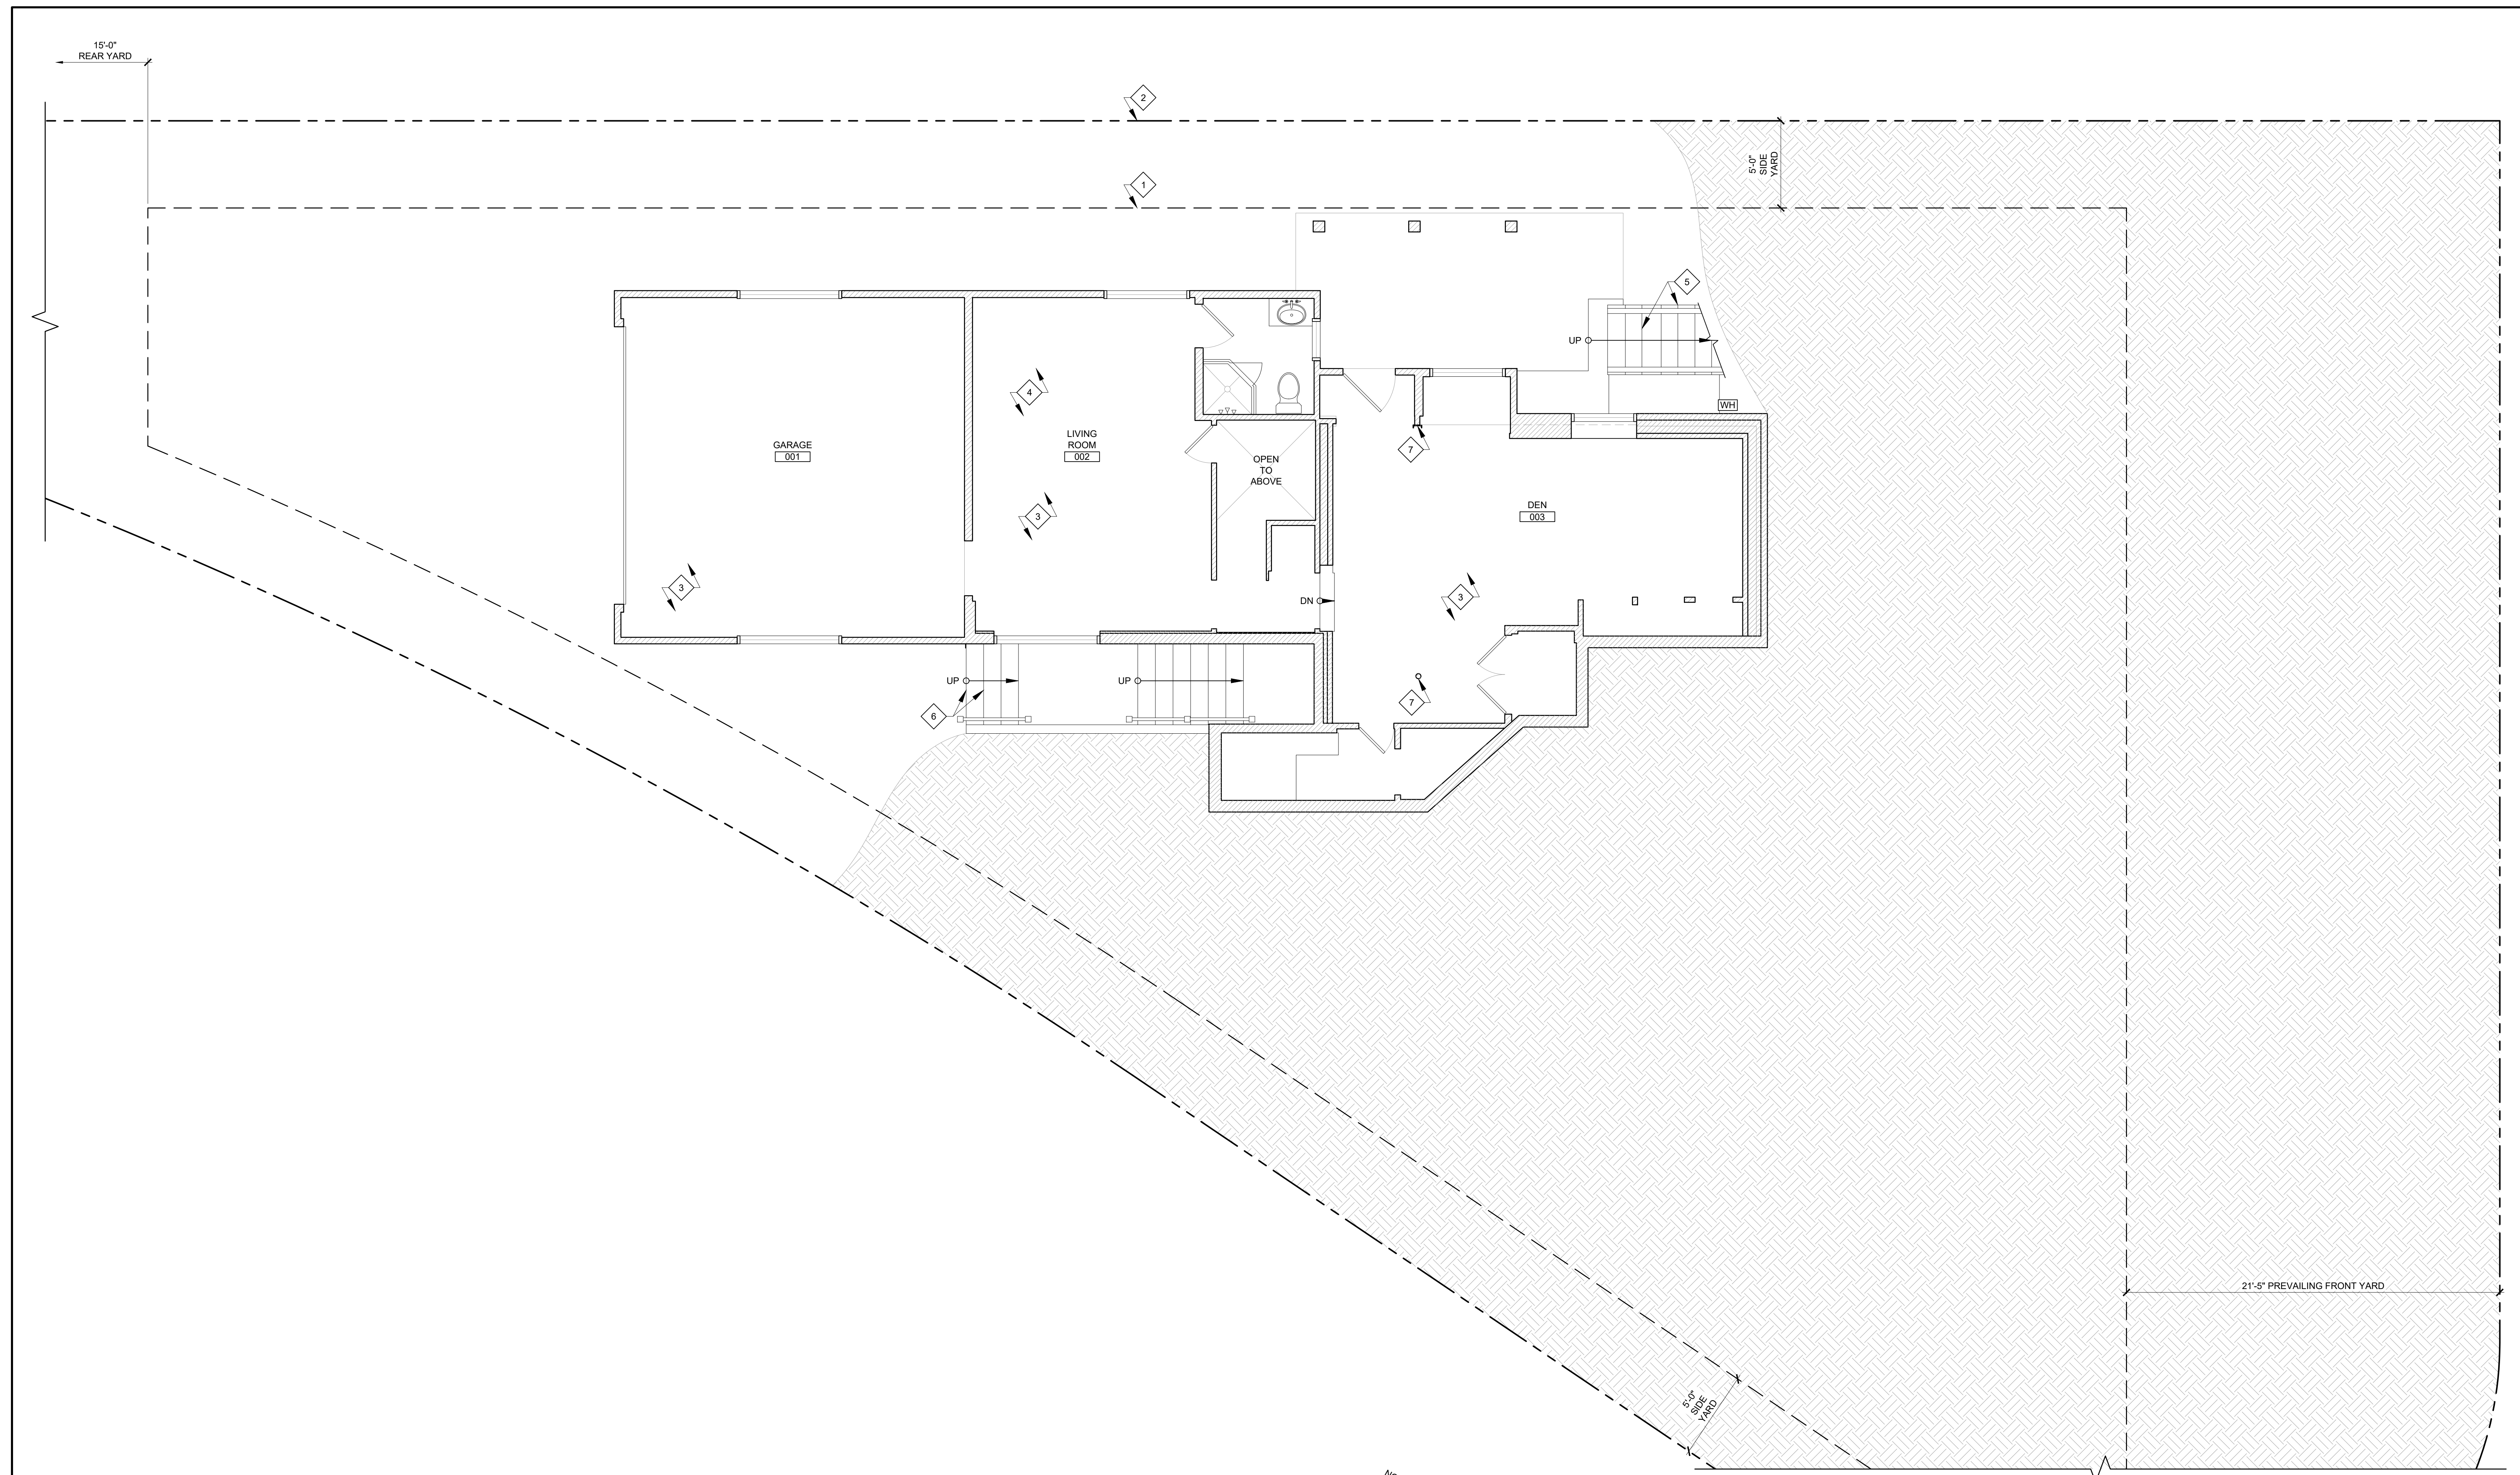 15'-0"
REAR YARD
2
1
5'-0"
SIDE
YARD
5
UP
4
WH
LIVING
ROOM
002
GARAGE
001
7
OPEN
TO
ABOVE
DEN
003
3
3
3
DN
UP
UP
7
6
21'-5" PREVAILING FRONT YARD
5'-0"
SIDE
YARD